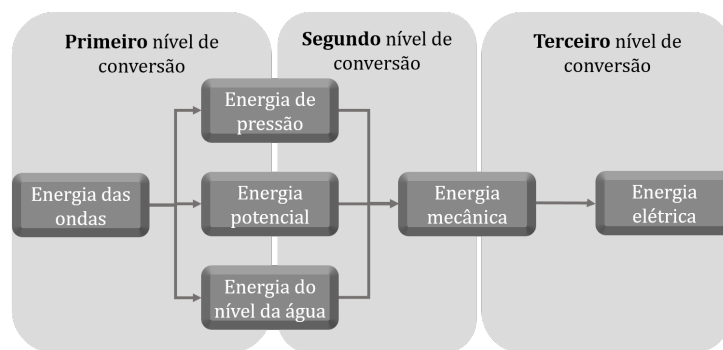 Primeiro nível de
conversão
Segundo nível de
conversão
Terceiro nível de
conversão
Energia das
ondas
Energia de
pressão
Energia
potencial
Energia do
nível da água
Energia
mecânica
Energia
elétrica